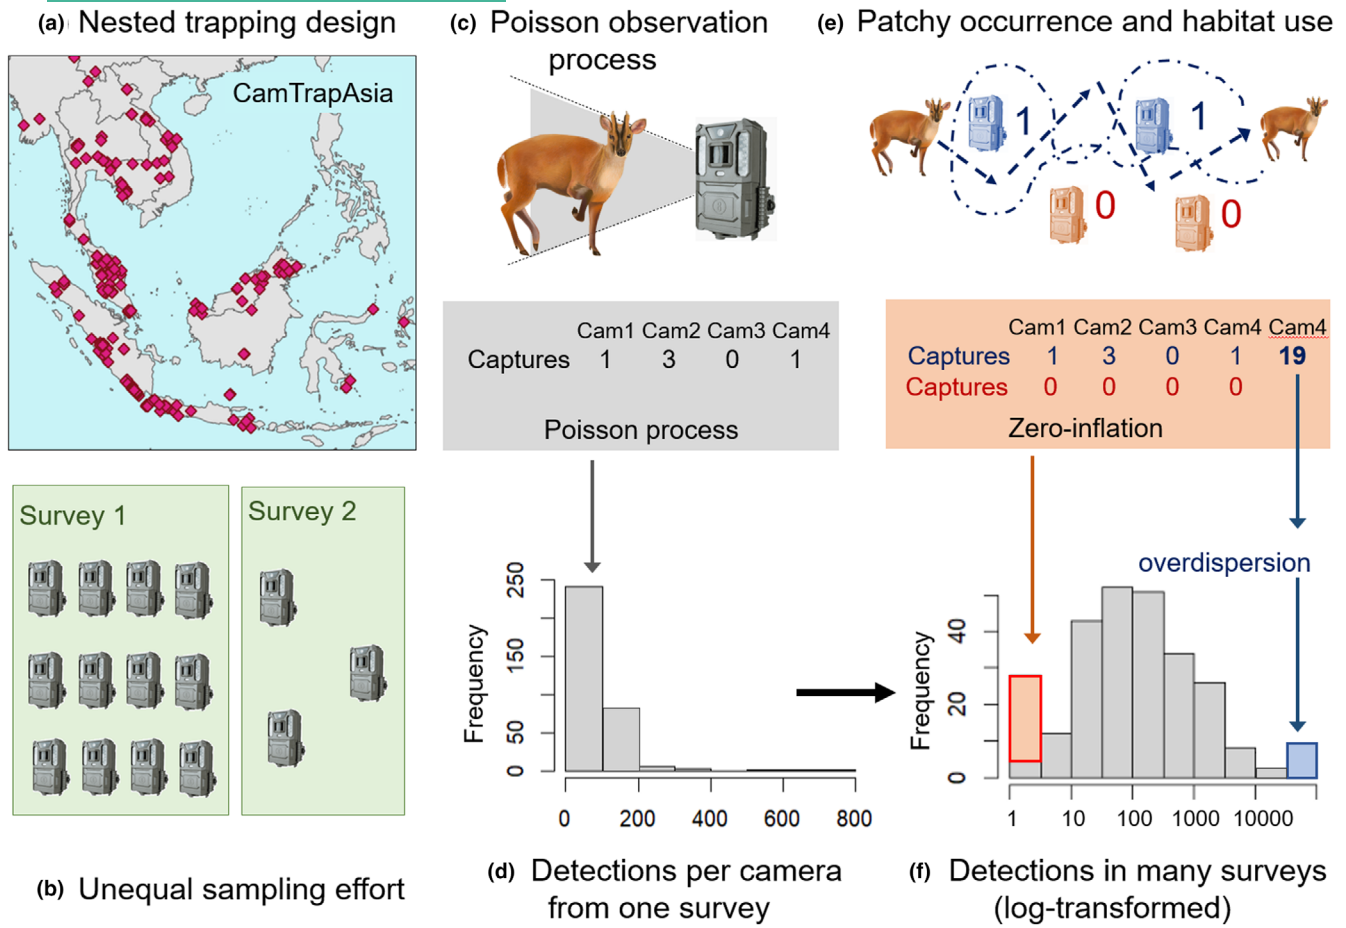 (a) Nested trapping design
CamTrapAsia
Survey 1
Survey 2
(b) Unequal sampling effort
(c) Poisson observation
process
Cam1 Cam2 Cam3 Cam4
Captures 1 3 0 1
Poisson process
Frequency
250
150
50
0
0 200 400 600 800
(d) Detections per camera
from one survey
(e) Patchy occurrence and habitat use
1
1
0
0
Cam1 Cam2 Cam3 Cam4 Cam4
Captures 1 3 0 1 19
Captures 0 0 0 0
Zero-inflation
overdispersion
Frequency
40
20
0
1 10 100 1000 10000
(f) Detections in many surveys
(log-transformed)